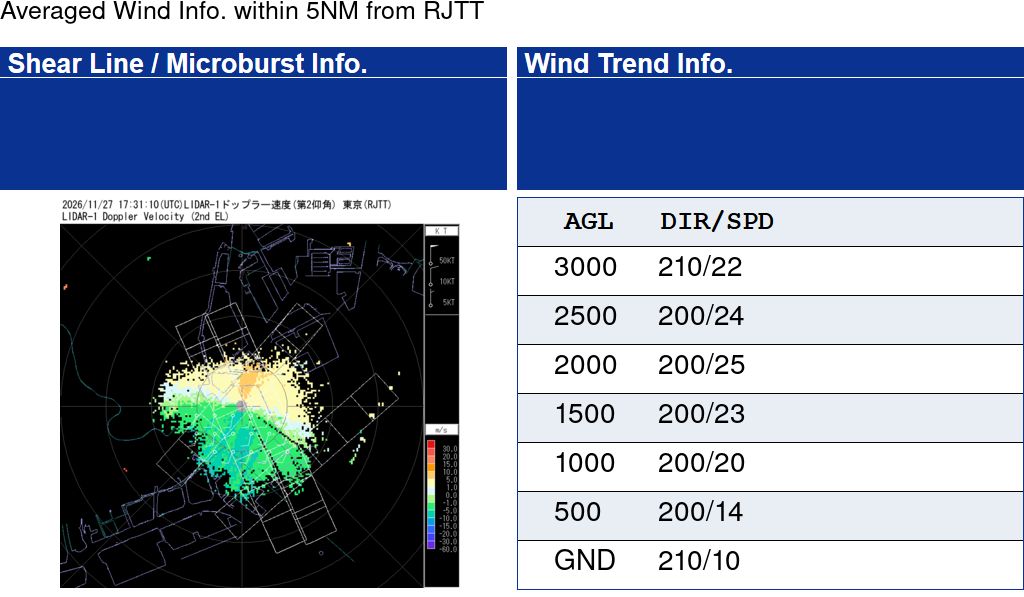 Averaged Wind Info. within 5NM from RJTT
Shear Line / Microburst Info.
Wind Trend Info.
2026/11/27 17:31:10(UTC)LIDAR-1ドップラー速度(第2仰角) 東京(RJTT)
LIDAR-1 Doppler Velocity (2nd EL)
K T
50KT
10KT
5KT
m/s
30.0
20.0
15.0
10.0
5.0
1.0
0.0
-1.0
-5.0
-10.0
-15.0
-20.0
-30.0
-60.0
AGL DIR/SPD
3000 210/22
2500 200/24
2000 200/25
1500 200/23
1000 200/20
500 200/14
GND 210/10